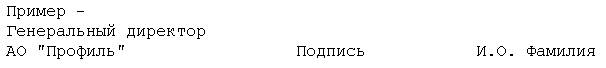 Пример -
Генеральный директор
АО "Профиль" Подпись И.О. Фамилия